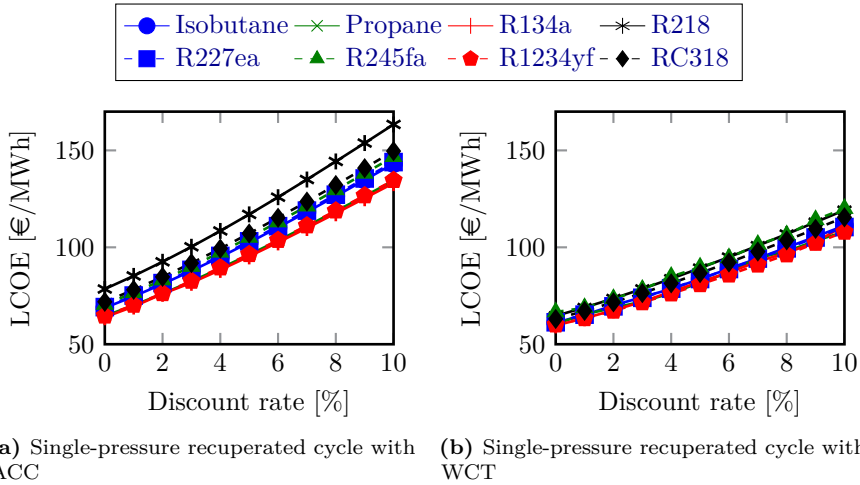 Isobutane Propane R134a R218
R227ea R245fa R1234yf RC318
LCOE [€/MWh]
150
100
50
0 2 4 6 8 10
Discount rate [%]
LCOE [€/MWh]
150
100
50
0 2 4 6 8 10
Discount rate [%]
a) Single-pressure recuperated cycle with
ACC
(b) Single-pressure recuperated cycle with
WCT